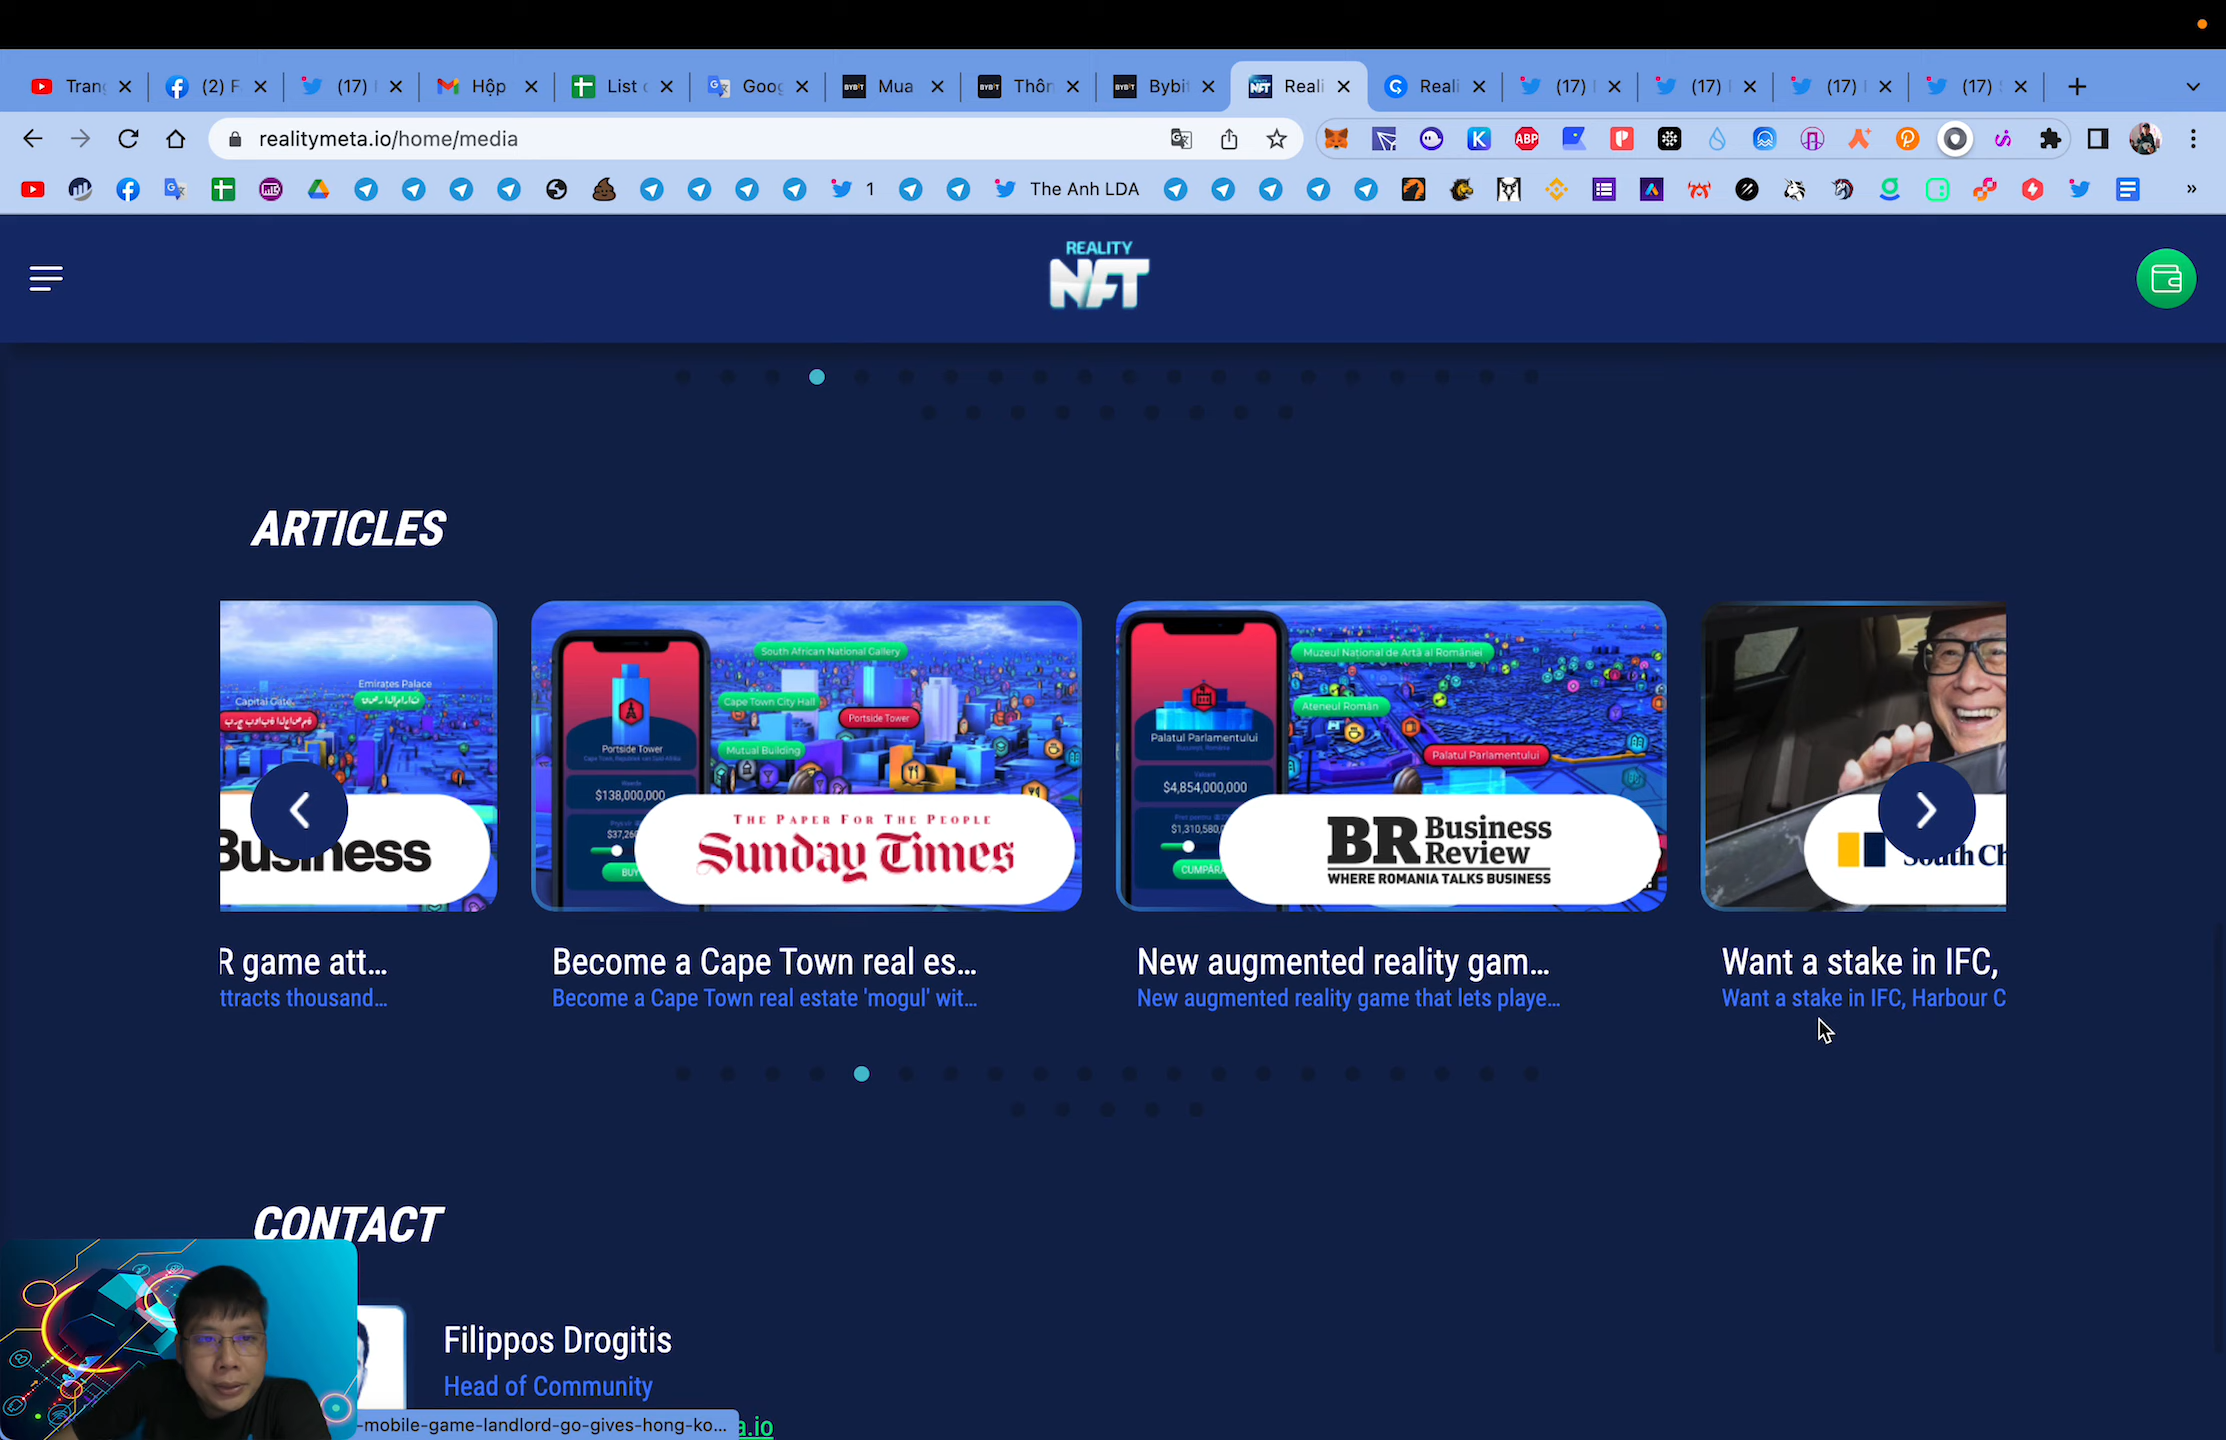 Tran
(2) F
(17)
Hộp
List
Goog
Mua
Thôn
Bybit
Reali
Reali
(17)
(17)
(17)
(17)
realitymeta.io/home/media
ABP
1
The Anh LDA
REALITY
NFT
ARTICLES
Emirates Palace
Capital Gate
Business
R game att...
ttracts thousand...
South African National Gallery
Cape Town City Hall
Portside Tower
Mutual Building
Portside Tower
$138,000,000
BUY
THE PAPER FOR THE PEOPLE
Sunday Times
Become a Cape Town real es...
Become a Cape Town real estate 'mogul' wit...
Muzeul Național de Artă al României
Ateneul Român
Palatul Parlamentului
Palatul Parlamentului
București, România
$4,854,000,000
BR Business Review
WHERE ROMANIA TALKS BUSINESS
New augmented reality gam...
New augmented reality game that lets playe...
South Ch
Want a stake in IFC,
Want a stake in IFC, Harbour C
CONTACT
Filippos Drogitis
Head of Community
-mobile-game-landlord-go-gives-hong-ko...
a.io